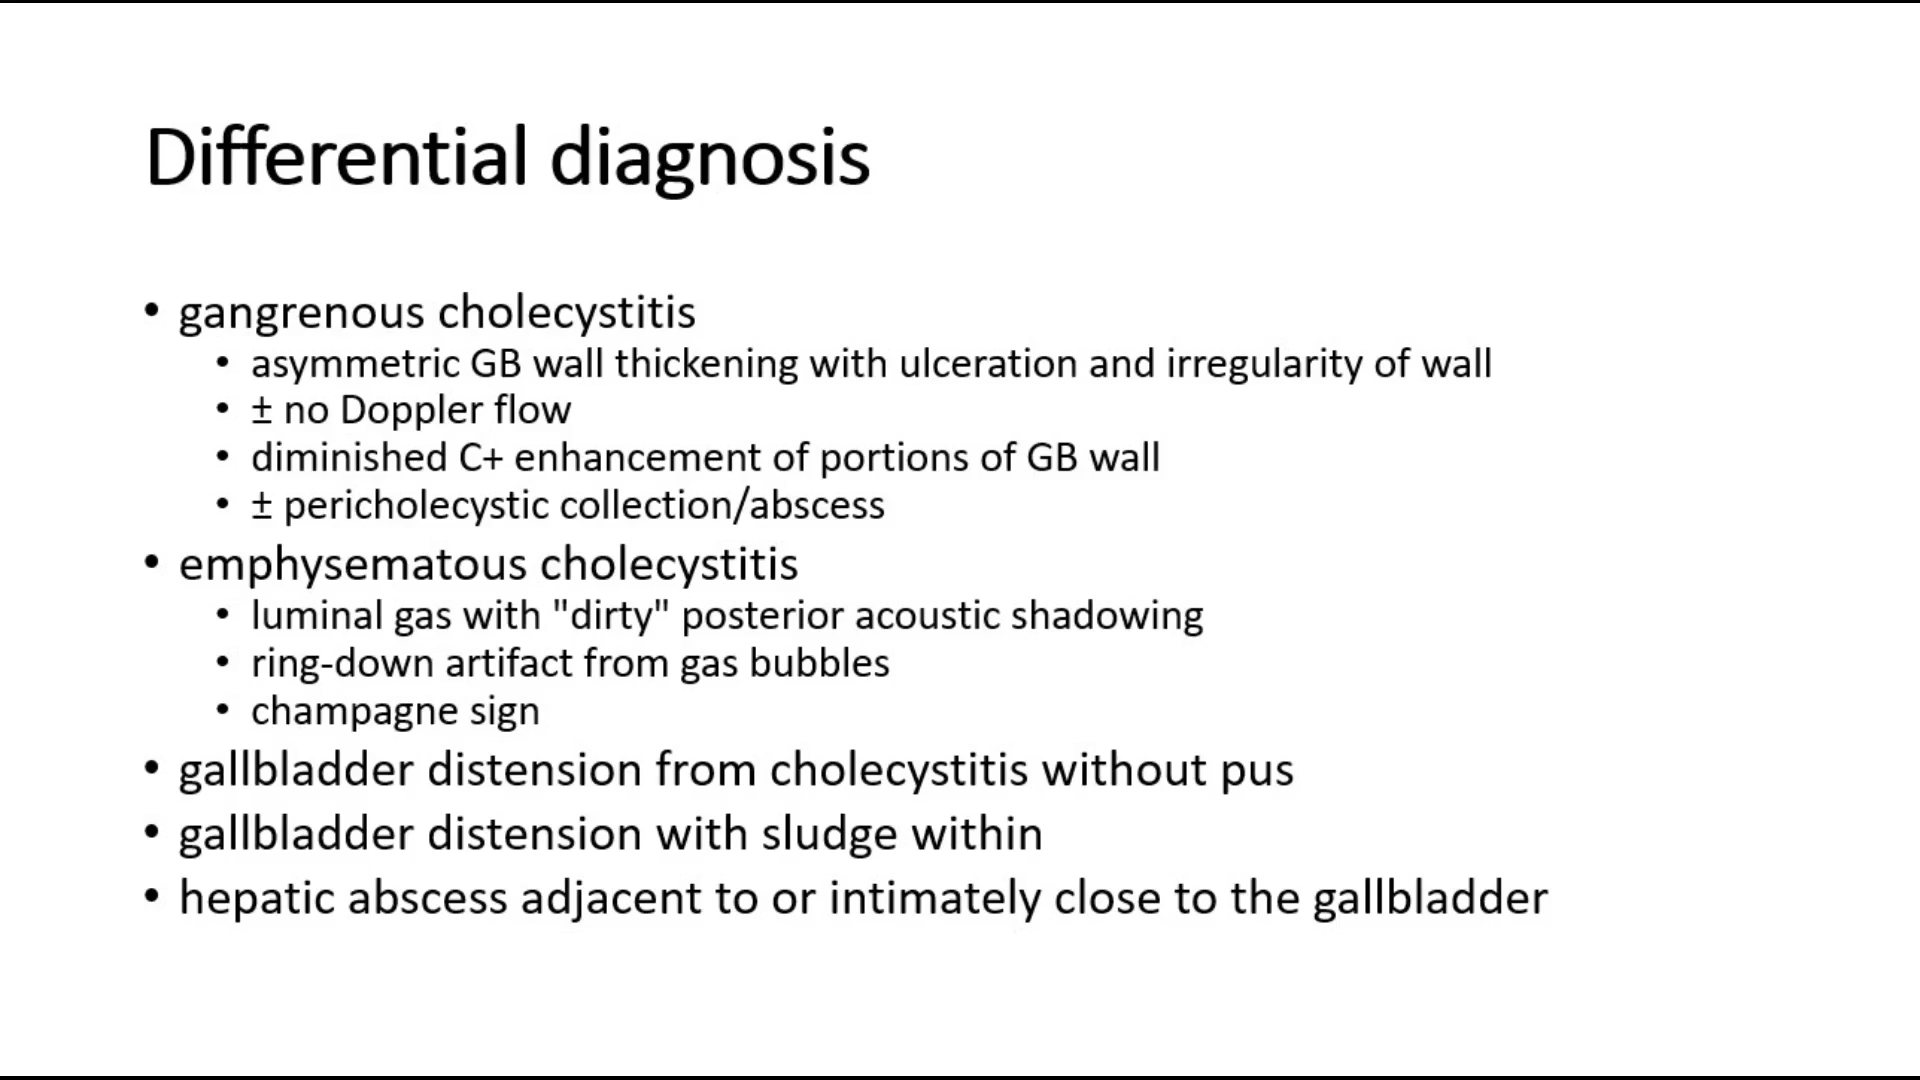 Differential diagnosis
• gangrenous cholecystitis
• asymmetric GB wall thickening with ulceration and irregularity of wall
• ± no Doppler flow
• diminished C+ enhancement of portions of GB wall
• ± pericholecystic collection/abscess
• emphysematous cholecystitis
• luminal gas with "dirty" posterior acoustic shadowing
• ring-down artifact from gas bubbles
• champagne sign
• gallbladder distension from cholecystitis without pus
• gallbladder distension with sludge within
• hepatic abscess adjacent to or intimately close to the gallbladder